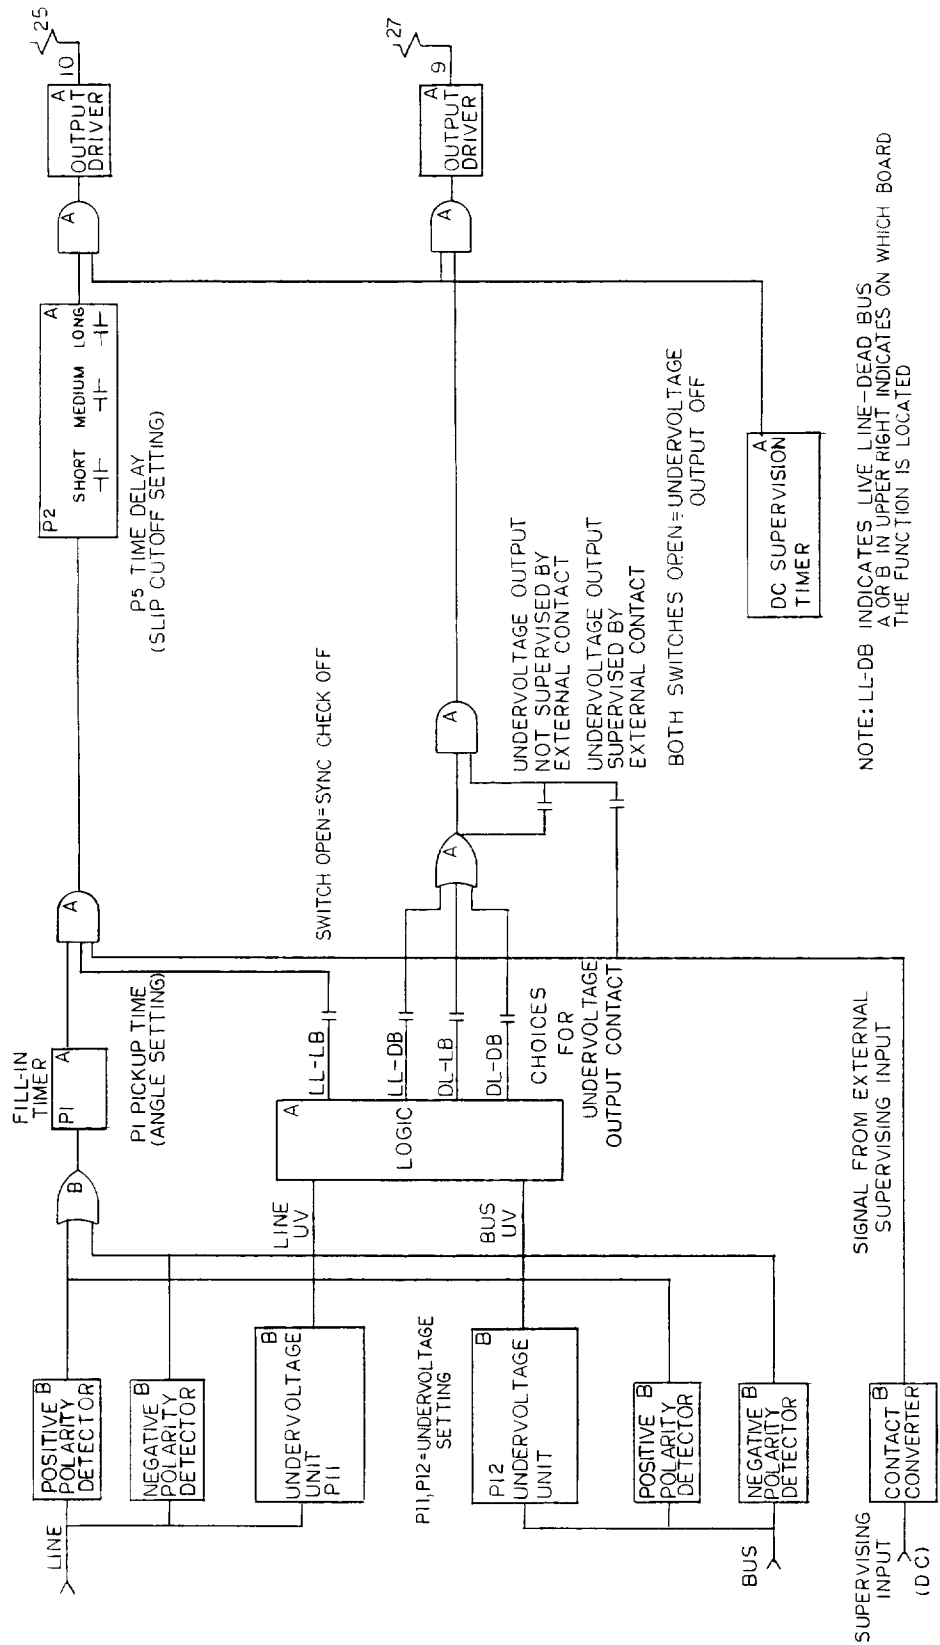 LINE
POSITIVE B
POLARITY
DETECTOR
NEGATIVE B
POLARITY
DETECTOR
B
UNDERVOLTAGE
UNIT
P11
P11, P12=UNDERVOLTAGE
SETTING
B
P12
UNDERVOLTAGE
UNIT
POSITIVE B
POLARITY
DETECTOR
NEGATIVE B
POLARITY
DETECTOR
BUS
SUPERVISING
INPUT
(DC)
B
CONTACT
CONVERTER
SIGNAL FROM EXTERNAL
SUPERVISING INPUT
B
LINE
UV
BUS
UV
FILL-IN
TIMER
P1 A
P1 PICKUP TIME
(ANGLE SETTING)
A
LOGIC
LL-LB
LL-DB
DL-LB
DL-DB
CHOICES
FOR
UNDERVOLTAGE
OUTPUT CONTACT
A
SWITCH OPEN=SYNC CHECK OFF
A
A
UNDERVOLTAGE OUTPUT
NOT SUPERVISED BY
EXTERNAL CONTACT
UNDERVOLTAGE OUTPUT
SUPERVISED BY
EXTERNAL CONTACT
BOTH SWITCHES OPEN=UNDERVOLTAGE
OUTPUT OFF
P2 A
SHORT MEDIUM LONG
P5 TIME DELAY
(SLIP CUTOFF SETTING)
A
DC SUPERVISION
TIMER
A
A
OUTPUT
DRIVER
10
25
A
A
OUTPUT
DRIVER
9
27
NOTE: LL-DB INDICATES LIVE LINE-DEAD BUS
A OR B IN UPPER RIGHT INDICATES ON WHICH BOARD
THE FUNCTION IS LOCATED